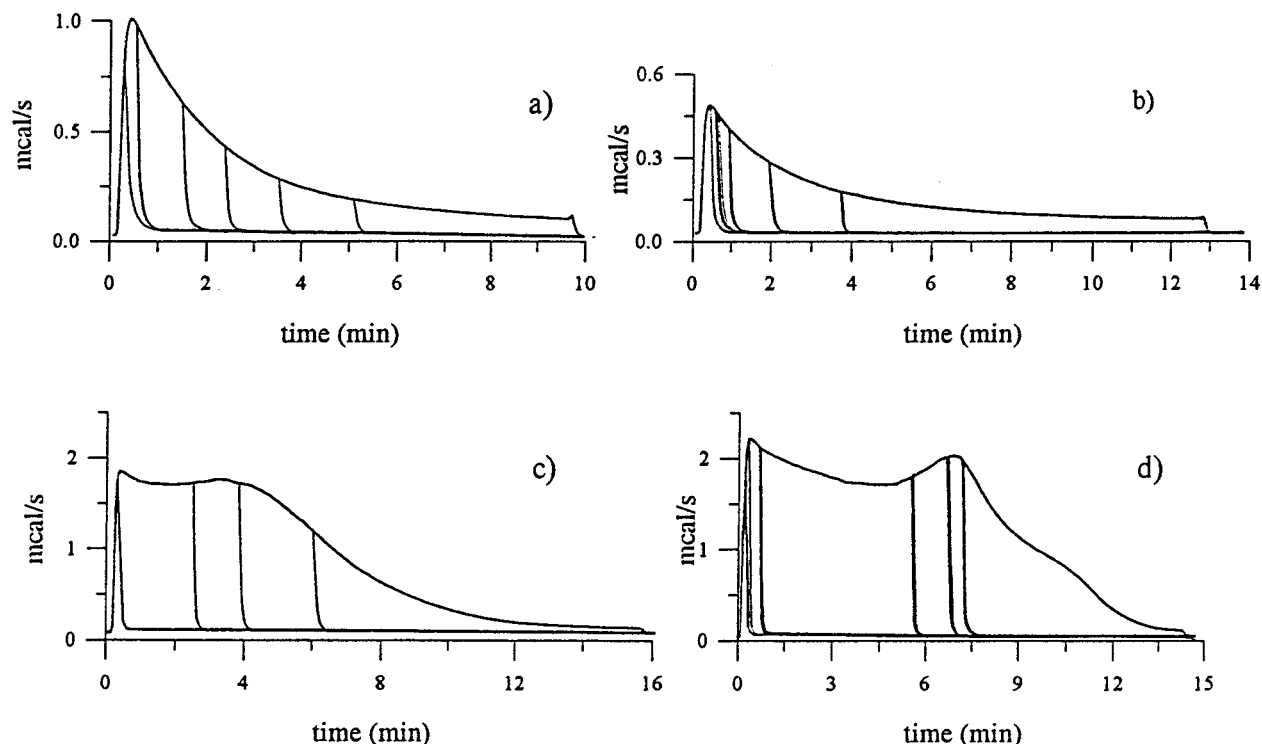 1.0
0.5
0.0
mcal/s
a)
0 2 4 6 8 10
time (min)
0.6
0.3
0.0
mcal/s
b)
0 2 4 6 8 10 12 14
time (min)
2
1
0
mcal/s
c)
0 4 8 12 16
time (min)
2
1
0
mcal/s
d)
0 3 6 9 12 15
time (min)